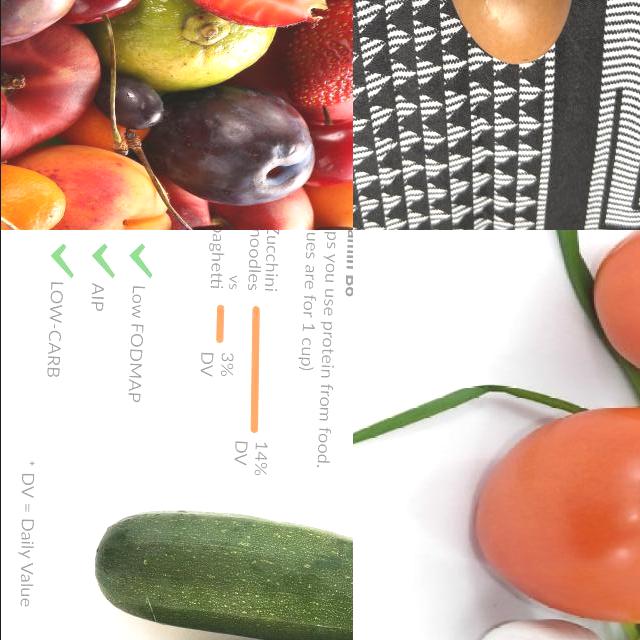 ps you use protein from food.
ues are for 1 cup)
Zucchini
noodles
14%
DV
vs
paghetti
3%
DV
Low FODMAP
AIP
LOW-CARB
* DV = Daily Value